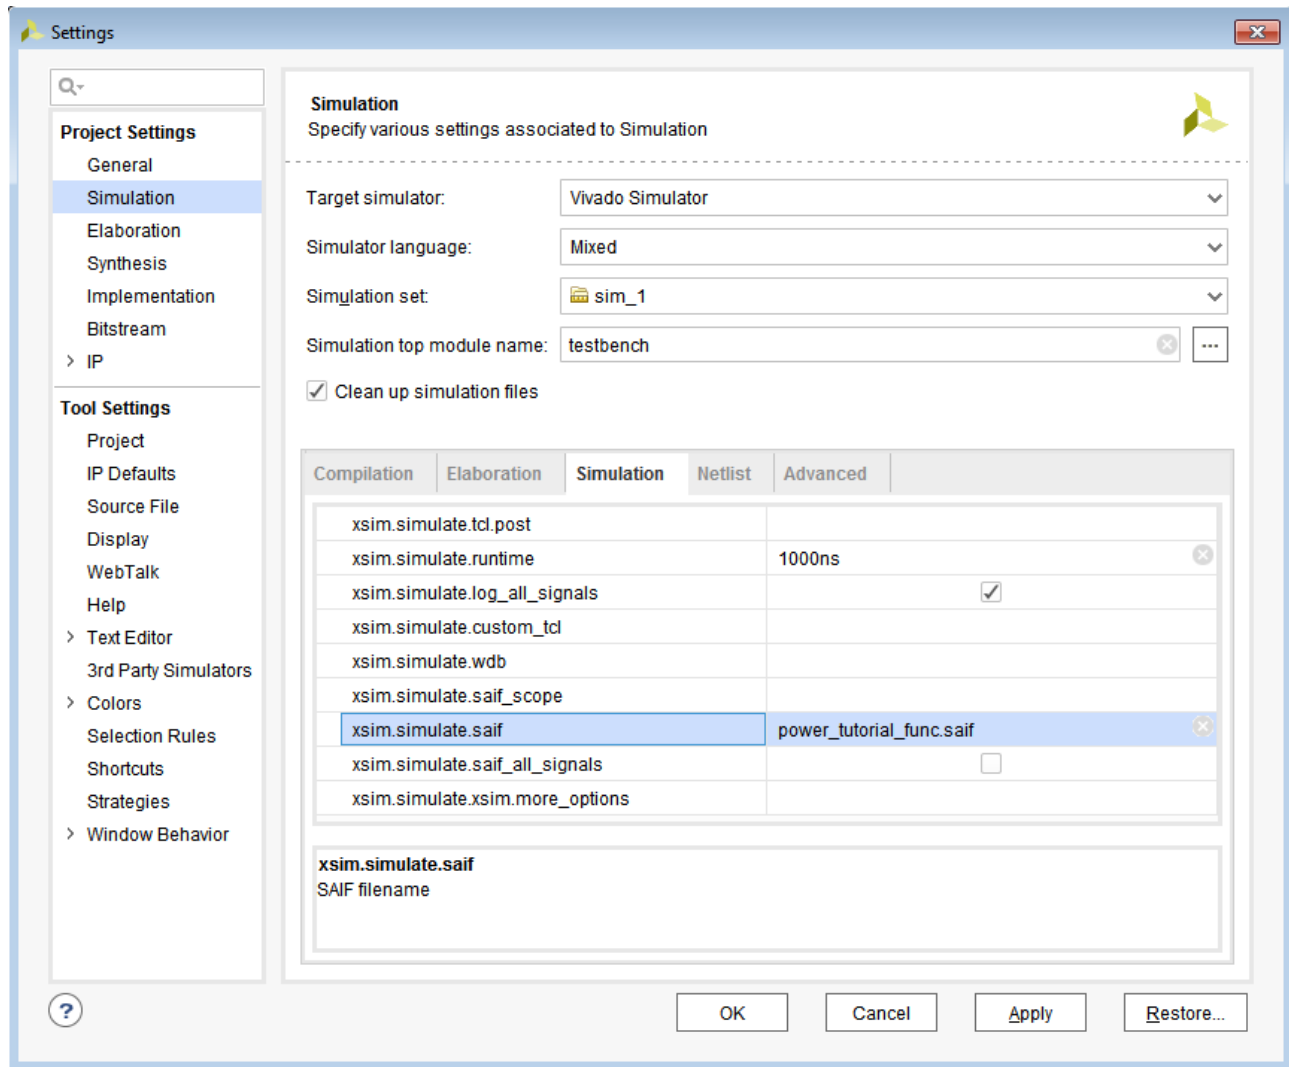 Settings
Project Settings
General
Simulation
Elaboration
Synthesis
Implementation
Bitstream
> IP
Tool Settings
Project
IP Defaults
Source File
Display
WebTalk
Help
> Text Editor
3rd Party Simulators
> Colors
Selection Rules
Shortcuts
Strategies
> Window Behavior
Simulation
Specify various settings associated to Simulation
Target simulator: Vivado Simulator
Simulator language: Mixed
Simulation set: sim_1
Simulation top module name: testbench ...
Clean up simulation files
Compilation Elaboration Simulation Netlist Advanced
xsim.simulate.tcl.post
xsim.simulate.runtime 1000ns
xsim.simulate.log_all_signals
xsim.simulate.custom_tcl
xsim.simulate.wdb
xsim.simulate.saif_scope
xsim.simulate.saif power_tutorial_func.saif
xsim.simulate.saif_all_signals
xsim.simulate.xsim.more_options
xsim.simulate.saif
SAIF filename
? OK Cancel Apply Restore...